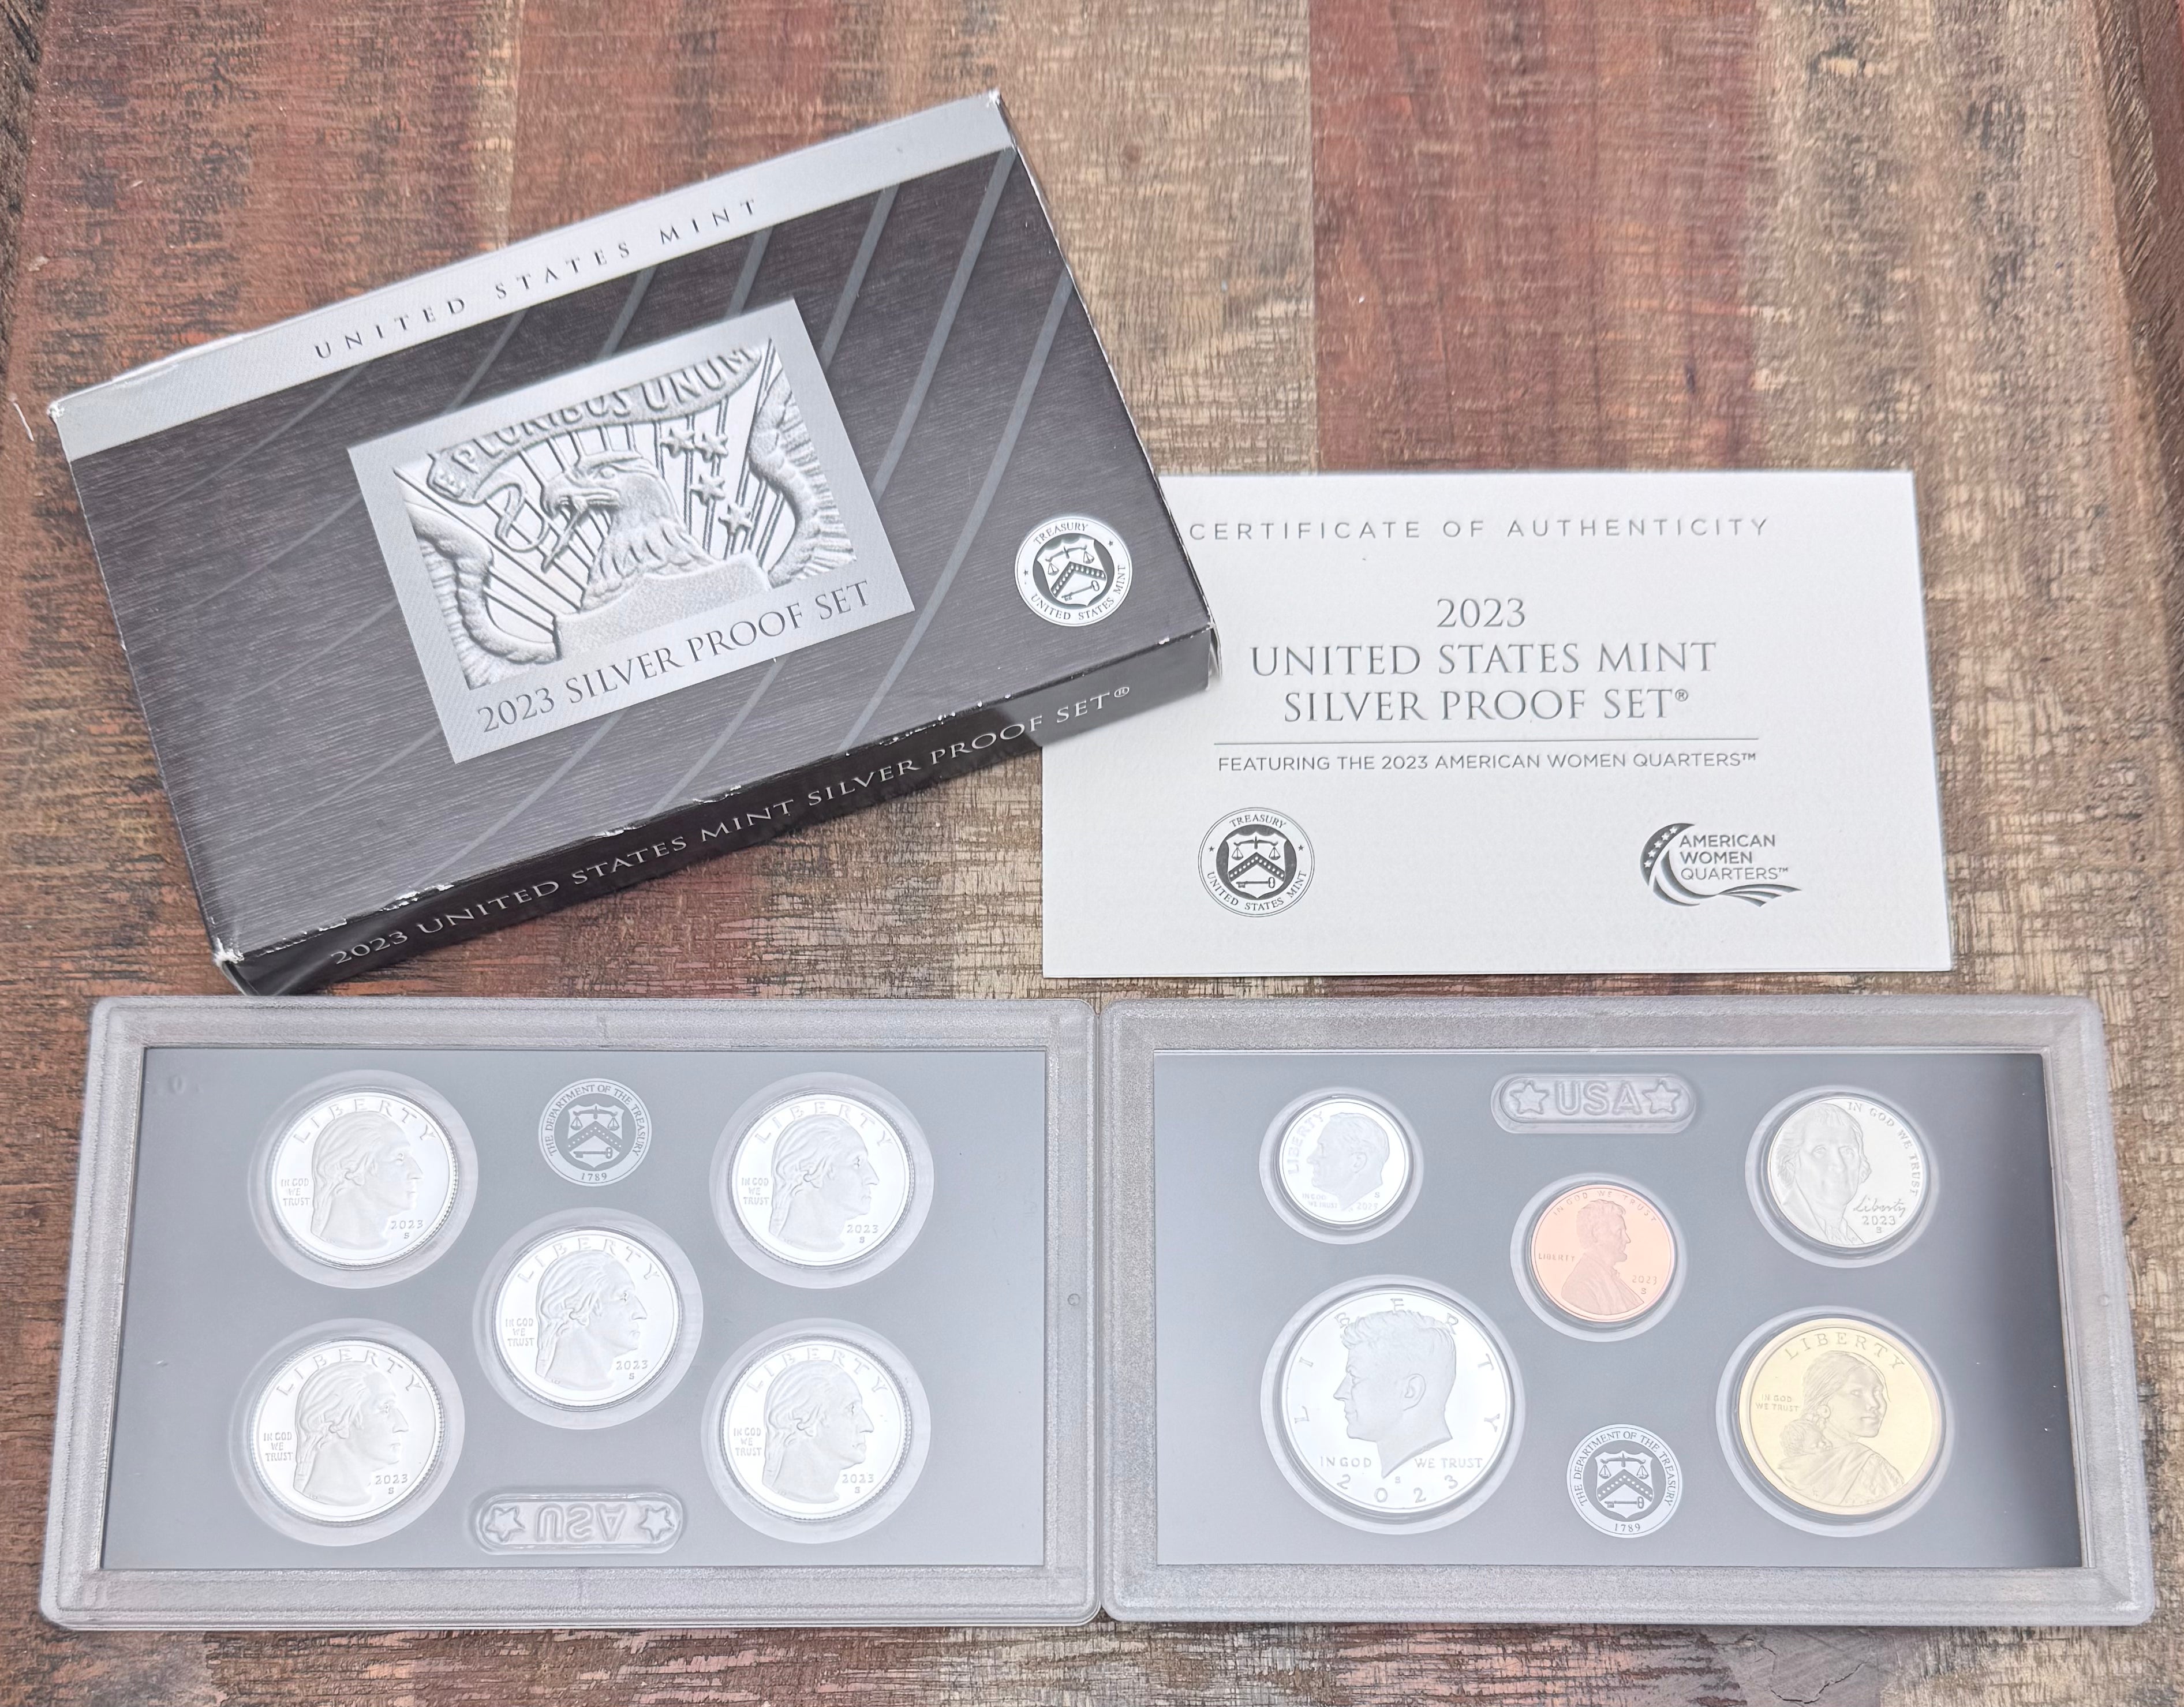 UNITED STATES MINT
E PLURIBUS UNUM
2023 SILVER PROOF SET
TREASURY
UNITED STATES MINT
2023 UNITED STATES MINT SILVER PROOF SET®
CERTIFICATE OF AUTHENTICITY
2023
UNITED STATES MINT
SILVER PROOF SET®
FEATURING THE 2023 AMERICAN WOMEN QUARTERS™
TREASURY
UNITED STATES MINT
AMERICAN
WOMEN
QUARTERS™
LIBERTY
IN GOD
WE
TRUST
2023
S
THE DEPARTMENT OF THE TREASURY
1789
LIBERTY
IN GOD
WE
TRUST
2023
S
LIBERTY
IN GOD
WE
TRUST
2023
S
LIBERTY
IN GOD
WE
TRUST
2023
S
LIBERTY
IN GOD
WE
TRUST
2023
S
USA
LIBERTY
IN GOD
WE TRUST
S
2023
USA
IN GOD WE TRUST
LIBERTY
2023
S
IN GOD WE TRUST
Liberty
2023
S
LIBERTY
IN GOD WE TRUST
S
2023
THE DEPARTMENT OF THE TREASURY
1789
LIBERTY
IN GOD
WE TRUST